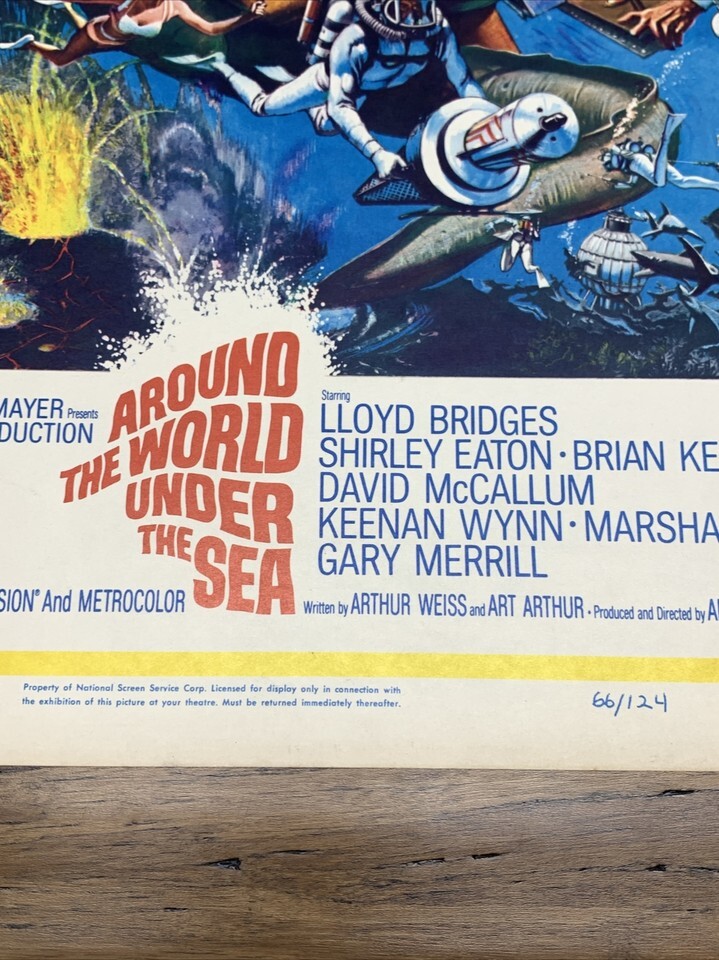 MAYER Presents
DUCTION
AROUND
THE WORLD
UNDER
THE SEA
SION® And METROCOLOR
Starring
LLOYD BRIDGES
SHIRLEY EATON · BRIAN KE
DAVID McCALLUM
KEENAN WYNN · MARSHA
GARY MERRILL
Written by ARTHUR WEISS and ART ARTHUR · Produced and Directed by A
Property of National Screen Service Corp. Licensed for display only in connection with
the exhibition of this picture at your theatre. Must be returned immediately thereafter.
66/124